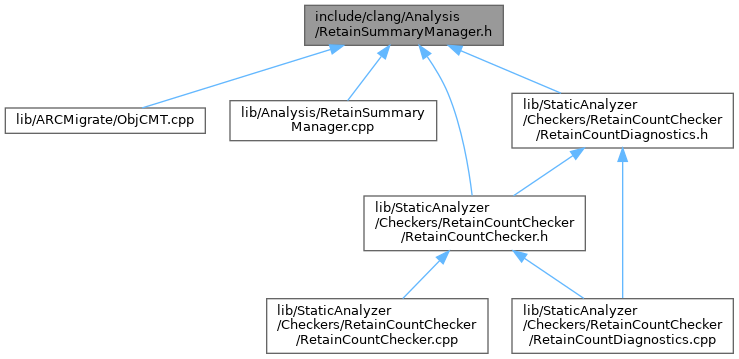 include/clang/Analysis
/RetainSummaryManager.h
lib/ARCMigrate/ObjCMT.cpp
lib/Analysis/RetainSummary
Manager.cpp
lib/StaticAnalyzer
/Checkers/RetainCountChecker
/RetainCountDiagnostics.h
lib/StaticAnalyzer
/Checkers/RetainCountChecker
/RetainCountChecker.h
lib/StaticAnalyzer
/Checkers/RetainCountChecker
/RetainCountChecker.cpp
lib/StaticAnalyzer
/Checkers/RetainCountChecker
/RetainCountDiagnostics.cpp